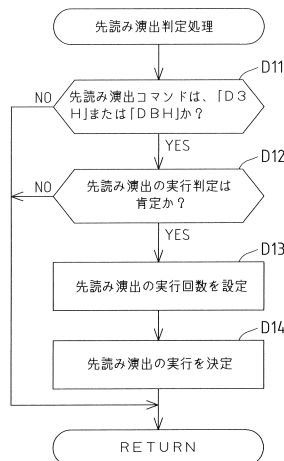 先読み演出判定処理
D11
NO
先読み演出コマンドは、「D3
H」または「DBH」か?
YES
D12
NO
先読み演出の実行判定は
肯定か?
YES
D13
先読み演出の実行回数を設定
D14
先読み演出の実行を決定
RETURN